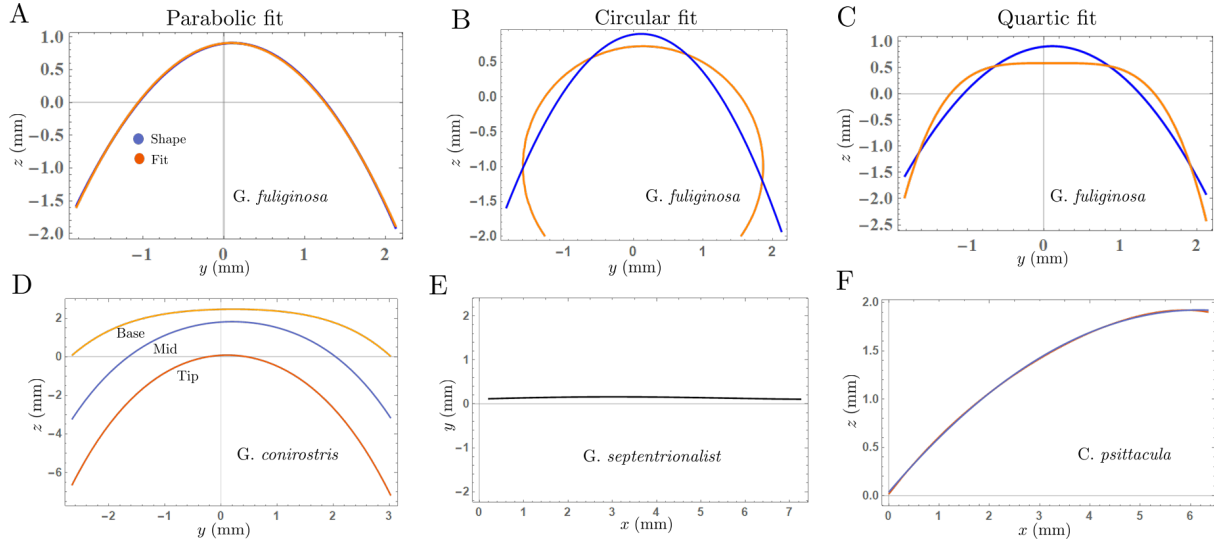 A
Parabolic fit
1.0
0.5
0.0
−0.5
−1.0
−1.5
−2.0
z (mm)
Shape
Fit
G. fuliginosa
−1
0
1
2
y (mm)
B
Circular fit
0.5
0.0
−0.5
−1.0
−1.5
−2.0
z (mm)
G. fuliginosa
−1
0
1
2
y (mm)
C
Quartic fit
1.0
0.5
0.0
−0.5
−1.0
−1.5
−2.0
−2.5
z (mm)
G. fuliginosa
−1
0
1
2
y (mm)
D
2
0
−2
−4
−6
z (mm)
Base
Mid
Tip
G. conirostris
−2
−1
0
1
2
3
y (mm)
E
2
1
0
−1
−2
y (mm)
G. septentrionalist
0
1
2
3
4
5
6
7
x (mm)
F
2.0
1.5
1.0
0.5
0.0
z (mm)
C. psittacula
0
1
2
3
4
5
6
x (mm)